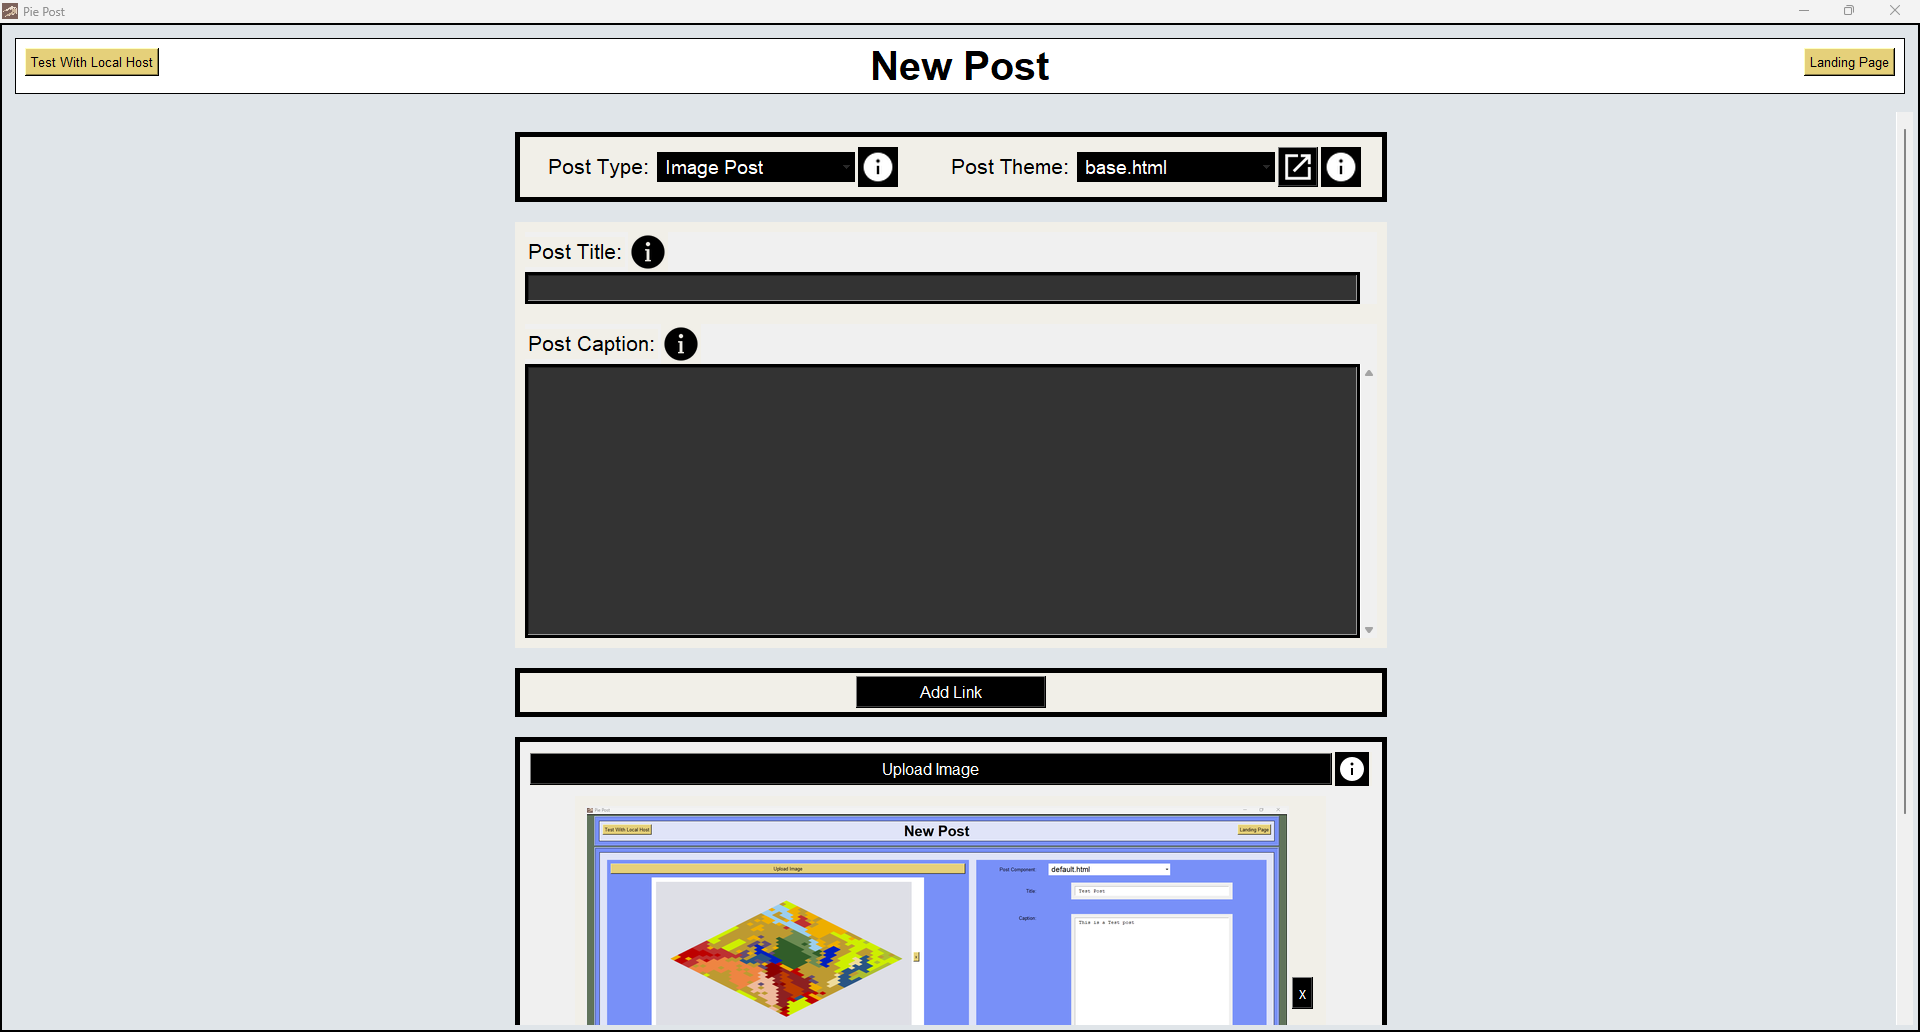 Pie Post
Test With Local Host
New Post
Landing Page
Post Type: Image Post
Post Theme: base.html
Post Title:
Post Caption:
Add Link
Upload Image
Pie Post
Test With Local Host
New Post
Landing Page
Upload Image
Post Component
default.html
Title
Test Post
Caption
This is a Test post
X